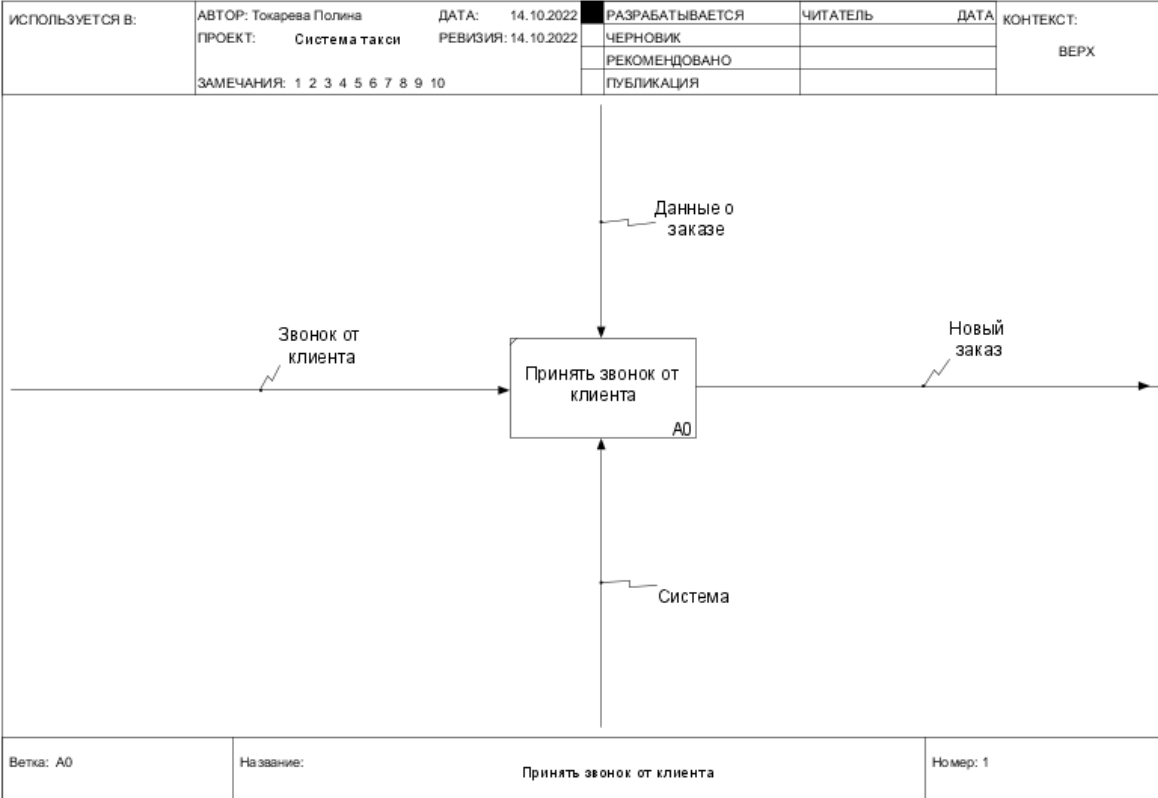 ИСПОЛЬЗУЕТСЯ В:
АВТОР: Токарева Полина ДАТА: 14.10.2022
ПРОЕКТ: Система такси РЕВИЗИЯ: 14.10.2022
ЗАМЕЧАНИЯ: 1 2 3 4 5 6 7 8 9 10
РАЗРАБАТЫВАЕТСЯ
ЧЕРНОВИК
РЕКОМЕНДОВАНО
ПУБЛИКАЦИЯ
ЧИТАТЕЛЬ ДАТА
КОНТЕКСТ:
ВЕРХ
Данные о
заказе
Звонок от
клиента
Принять звонок от
клиента
A0
Новый
заказ
Система
Ветка: A0
Название:
Принять звонок от клиента
Номер: 1